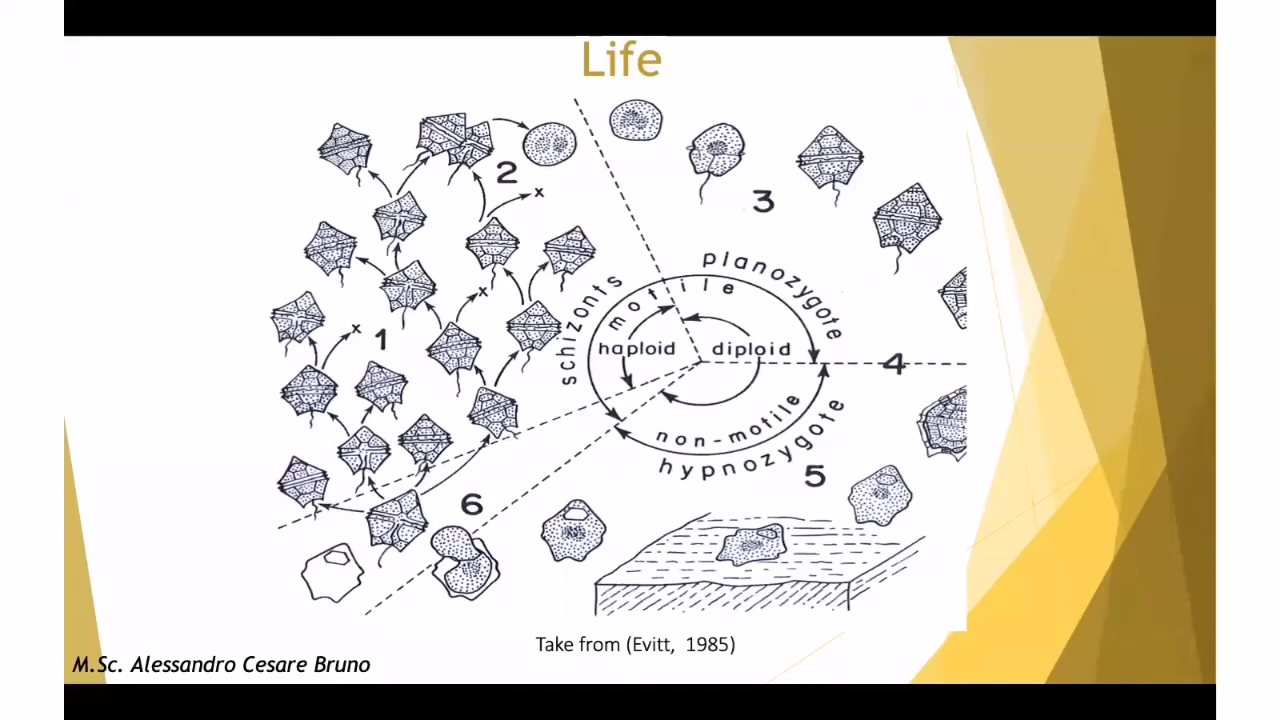 Life
2
x
3
planozygote
schizonts
motile
x
x
1
haploid
diploid
4
non-motile
hypnozygote
5
6
Take from (Evitt, 1985)
M.Sc. Alessandro Cesare Bruno